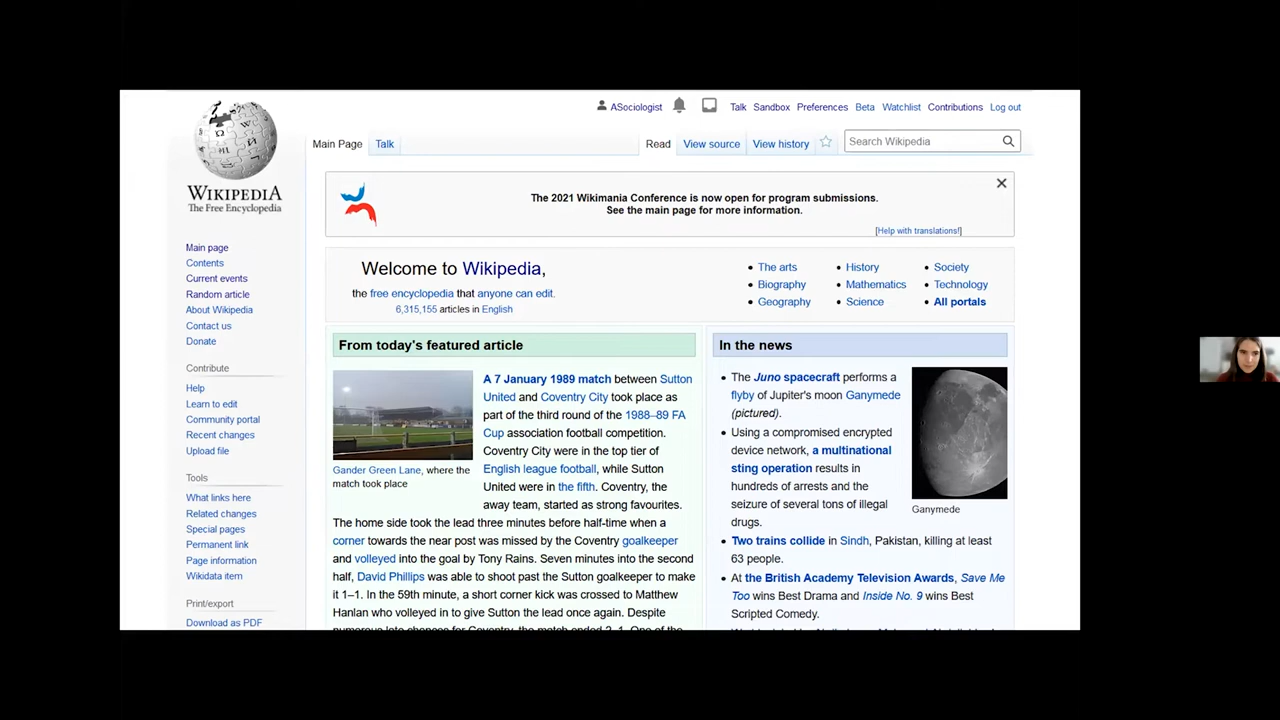 ASociologist Talk Sandbox Preferences Beta Watchlist Contributions Log out
Main Page Talk Read View source View history Search Wikipedia
WIKIPEDIA
The Free Encyclopedia
Main page
Contents
Current events
Random article
About Wikipedia
Contact us
Donate
Contribute
Help
Learn to edit
Community portal
Recent changes
Upload file
Tools
What links here
Related changes
Special pages
Permanent link
Page information
Wikidata item
Print/export
Download as PDF
The 2021 Wikimania Conference is now open for program submissions.
See the main page for more information.
[Help with translations!]
Welcome to Wikipedia,
the free encyclopedia that anyone can edit.
6,315,155 articles in English
The arts
Biography
Geography
History
Mathematics
Science
Society
Technology
All portals
From today's featured article
A 7 January 1989 match between Sutton
United and Coventry City took place as
part of the third round of the 1988–89 FA
Cup association football competition.
Coventry City were in the top tier of
English league football, while Sutton
United were in the fifth. Coventry, the
away team, started as strong favourites.
Gander Green Lane, where the
match took place
The home side took the lead three minutes before half-time when a
corner towards the near post was missed by the Coventry goalkeeper
and volleyed into the goal by Tony Rains. Seven minutes into the second
half, David Phillips was able to shoot past the Sutton goalkeeper to make
it 1–1. In the 59th minute, a short corner kick was crossed to Matthew
Hanlan who volleyed in to give Sutton the lead once again. Despite
numerous late chances for Coventry, the match ended 2–1. One of the
In the news
The Juno spacecraft performs a
flyby of Jupiter's moon Ganymede
(pictured).
Using a compromised encrypted
device network, a multinational
sting operation results in
hundreds of arrests and the
seizure of several tons of illegal
drugs.
Ganymede
Two trains collide in Sindh, Pakistan, killing at least
63 people.
At the British Academy Television Awards, Save Me
Too wins Best Drama and Inside No. 9 wins Best
Scripted Comedy.